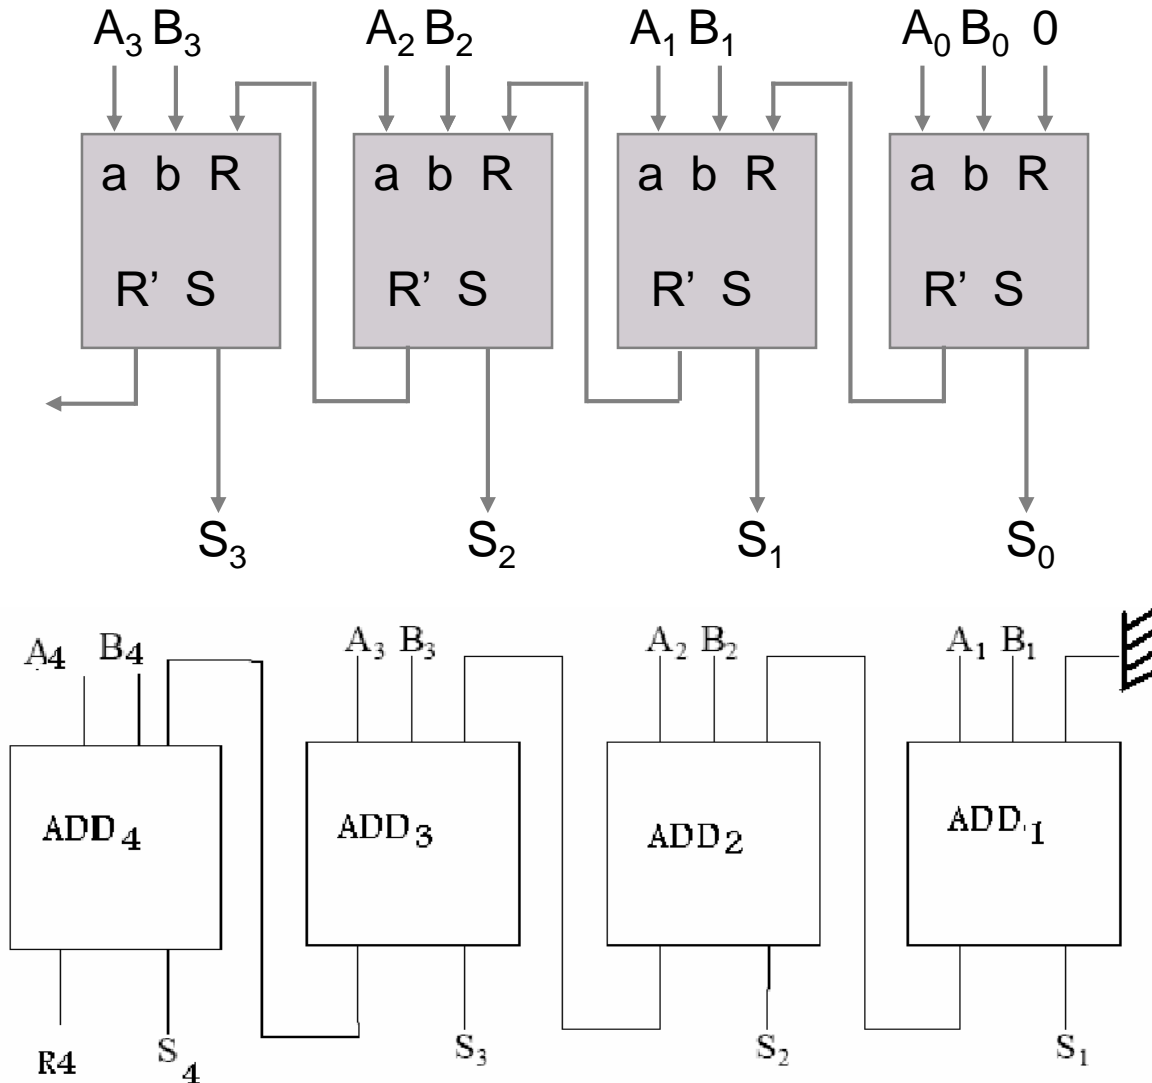 A3 B3 A2 B2 A1 B1 A0 B0 0
a b R a b R a b R a b R
R’ S R’ S R’ S R’ S
S3 S2 S1 S0
A4 B4 A3 B3 A2 B2 A1 B1
ADD4 ADD3 ADD2 ADD1
R4 S4 S3 S2 S1